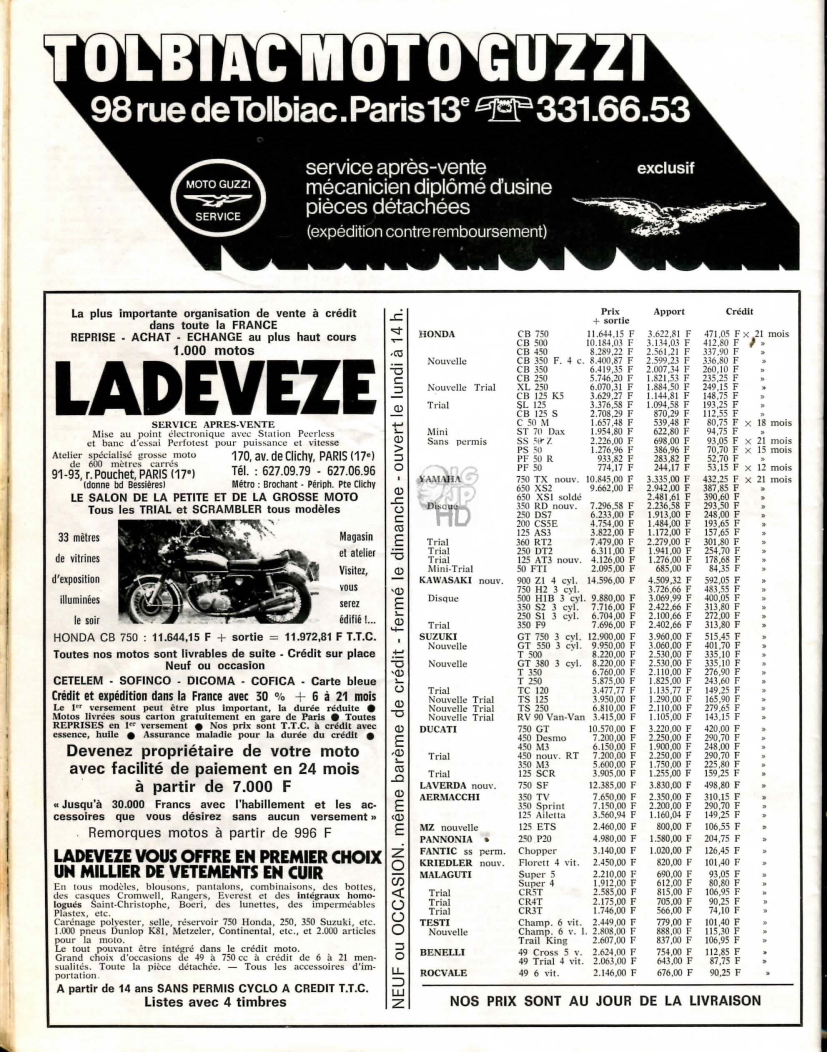 TOLBIAC MOTO GUZZI
98 rue de Tolbiac. Paris 13e 331.66.53
service après-vente
mécanicien diplômé d'usine
pièces détachées
(expédition contre remboursement)
exclusif
MOTO GUZZI
SERVICE
La plus importante organisation de vente à crédit
dans toute la FRANCE
REPRISE - ACHAT - ECHANGE au plus haut cours
1.000 motos
LADEVEZE
SERVICE APRES-VENTE
Mise au point électronique avec Station Peerless
et banc d'essai Perfotest pour puissance et vitesse
Atelier spécialisé grosse moto
de 600 mètres carrés
91-93, r. Pouchet, PARIS (17e)
(donne bd Bessières)
170, av. de Clichy, PARIS (17e)
Tél. : 627.09.79 - 627.06.96
Métro : Brochant - Périph. Pte Clichy
LE SALON DE LA PETITE ET DE LA GROSSE MOTO
Tous les TRIAL et SCRAMBLER tous modèles
33 mètres
de vitrines
d'exposition
illuminées
le soir
Magasin
et atelier
Visitez,
vous
serez
édifié !...
HONDA CB 750 : 11.644,15 F + sortie = 11.972,81 F T.T.C.
Toutes nos motos sont livrables de suite - Crédit sur place
Neuf ou occasion
CETELEM - SOFINCO - DICOMA - COFICA - Carte bleue
Crédit et expédition dans la France avec 30 % + 6 à 21 mois
Le 1er versement peut être plus important, la durée réduite ●
Motos livrées sous carton gratuitement en gare de Paris ● Toutes
REPRISES en 1er versement ● Nos prix sont T.T.C. à crédit avec
essence, huile ● Assurance maladie pour la durée du crédit ●
Devenez propriétaire de votre moto
avec facilité de paiement en 24 mois
à partir de 7.000 F
« Jusqu'à 30.000 Francs avec l'habillement et les ac-
cessoires que vous désirez sans aucun versement »
Remorques motos à partir de 996 F
LADEVEZE VOUS OFFRE EN PREMIER CHOIX
UN MILLIER DE VETEMENTS EN CUIR
En tous modèles, blousons, pantalons, combinaisons, des bottes,
des casques Cromwell, Rangers, Everest et des intégraux homo-
logués Saint-Christophe, Boeri, des lunettes, des imperméables
Plastex, etc.
Carénage polyester, selle, réservoir 750 Honda, 250, 350 Suzuki, etc.
1.000 pneus Dunlop K81, Metzeler, Continental, etc., et 2.000 articles
pour la moto.
Le tout pouvant être intégré dans le crédit moto.
Grand choix d'occasions de 49 à 750 cc à crédit de 6 à 21 men-
sualités. Toute la pièce détachée. — Tous les accessoires d'im-
portation.
A partir de 14 ans SANS PERMIS CYCLO A CREDIT T.T.C.
Listes avec 4 timbres
NEUF ou OCCASION. même barème de crédit - fermé le dimanche - ouvert le lundi à 14 h.
Prix + sortie Apport Crédit
HONDA CB 750 11.644,15 F 3.622,81 F 471,05 F × 21 mois
CB 500 10.184,03 F 3.134,03 F 412,80 F »
CB 450 8.289,22 F 2.561,21 F 337,90 F »
Nouvelle CB 350 F. 4 c. 8.400,87 F 2.599,23 F 336,80 F »
CB 350 6.419,35 F 2.007,34 F 260,10 F »
CB 250 5.746,20 F 1.821,53 F 235,25 F »
Nouvelle Trial XL 250 6.070,31 F 1.884,50 F 249,15 F »
CB 125 K5 3.629,27 F 1.144,81 F 148,75 F »
Trial SL 125 3.376,58 F 1.094,58 F 193,25 F »
CB 125 S 2.708,29 F 870,29 F 112,55 F »
C 50 M 1.657,48 F 539,48 F 80,75 F × 18 mois
Mini ST 70 Dax 1.954,80 F 622,80 F 94,75 F »
Sans permis SS 50 Z 2.226,00 F 698,00 F 93,05 F × 21 mois
PS 50 1.276,96 F 386,96 F 70,70 F × 15 mois
PF 50 R 933,82 F 283,82 F 52,70 F »
PF 50 774,17 F 244,17 F 53,15 F × 12 mois
YAMAHA 750 TX nouv. 10.845,00 F 3.335,00 F 432,25 F × 21 mois
650 XS2 9.662,00 F 2.942,00 F 387,85 F »
650 XS1 soldé 2.481,61 F 390,60 F »
Disque 350 RD nouv. 7.296,58 F 2.236,58 F 293,50 F »
250 DS7 6.233,00 F 1.913,00 F 248,00 F »
200 CS5E 4.754,00 F 1.484,00 F 193,65 F »
125 AS3 3.822,00 F 1.172,00 F 157,65 F »
Trial 360 RT2 7.479,00 F 2.279,00 F 301,80 F »
Trial 250 DT2 6.311,00 F 1.941,00 F 254,70 F »
Trial 125 AT3 nouv. 4.126,00 F 1.276,00 F 178,68 F »
Mini-Trial 50 FT1 2.095,00 F 685,00 F 84,35 F »
KAWASAKI nouv. 900 Z1 4 cyl. 14.596,00 F 4.509,32 F 592,05 F »
750 H2 3 cyl. 3.726,66 F 483,55 F »
Disque 500 H1B 3 cyl. 9.880,00 F 3.069,99 F 400,05 F »
350 S2 3 cyl. 7.716,00 F 2.422,66 F 313,80 F »
250 S1 3 cyl. 6.704,00 F 2.100,66 F 272,00 F »
Trial 350 F9 7.696,00 F 2.402,66 F 313,80 F »
SUZUKI GT 750 3 cyl. 12.900,00 F 3.960,00 F 515,45 F »
Nouvelle GT 550 3 cyl. 9.950,00 F 3.060,00 F 401,70 F »
T 500 8.220,00 F 2.530,00 F 335,10 F »
Nouvelle GT 380 3 cyl. 8.220,00 F 2.530,00 F 335,10 F »
T 350 6.760,00 F 2.110,00 F 276,90 F »
T 250 5.875,00 F 1.825,00 F 243,60 F »
Trial TC 120 3.477,77 F 1.135,77 F 149,25 F »
Nouvelle Trial TS 125 3.950,00 F 1.290,00 F 165,90 F »
Nouvelle Trial TS 250 6.810,00 F 2.110,00 F 279,65 F »
Nouvelle Trial RV 90 Van-Van 3.415,00 F 1.105,00 F 143,15 F »
DUCATI 750 GT 10.570,00 F 3.220,00 F 420,00 F »
450 Desmo 7.200,00 F 2.250,00 F 290,70 F »
450 M3 6.150,00 F 1.900,00 F 248,00 F »
Trial 450 nouv. RT 7.200,00 F 2.250,00 F 290,70 F »
350 M3 5.600,00 F 1.750,00 F 225,80 F »
Trial 125 SCR 3.905,00 F 1.255,00 F 159,25 F »
LAVERDA nouv. 750 SF 12.385,00 F 3.830,00 F 498,80 F »
AERMACCHI 350 TV 7.650,00 F 2.350,00 F 310,15 F »
350 Sprint 7.150,00 F 2.200,00 F 290,70 F »
125 Ailetta 3.560,94 F 1.160,04 F 149,25 F »
MZ nouvelle 125 ETS 2.460,00 F 800,00 F 106,55 F »
PANNONIA 250 P20 4.980,00 F 1.580,00 F 204,75 F »
FANTIC ss perm. Chopper 3.140,00 F 1.020,00 F 126,45 F »
KRIEDLER nouv. Florett 4 vit. 2.450,00 F 820,00 F 101,40 F »
MALAGUTI Super 5 2.210,00 F 690,00 F 93,05 F »
Super 4 1.912,00 F 612,00 F 80,80 F »
Trial CR5T 2.585,00 F 815,00 F 106,95 F »
Trial CR4T 2.175,00 F 705,00 F 90,25 F »
Trial CR3T 1.746,00 F 566,00 F 74,10 F »
TESTI Champ. 6 vit. 2.449,00 F 779,00 F 101,40 F »
Nouvelle Champ. 6 v. l. 2.808,00 F 888,00 F 115,30 F »
Trail King 2.607,00 F 837,00 F 106,95 F »
BENELLI 49 Cross 5 v. 2.624,00 F 754,00 F 112,85 F »
49 Trial 4 vit. 2.063,00 F 643,00 F 87,75 F »
ROCVALE 49 6 vit. 2.146,00 F 676,00 F 90,25 F »
NOS PRIX SONT AU JOUR DE LA LIVRAISON